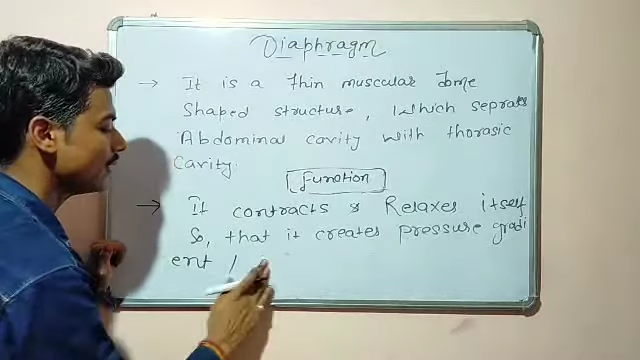 Diaphragm
→ It is a thin muscular dome
shaped structure, which seprates
Abdominal cavity with thorasic
cavity.
Function
→ It contracts & Relaxes itself
So, that it creates pressure gradi
ent /